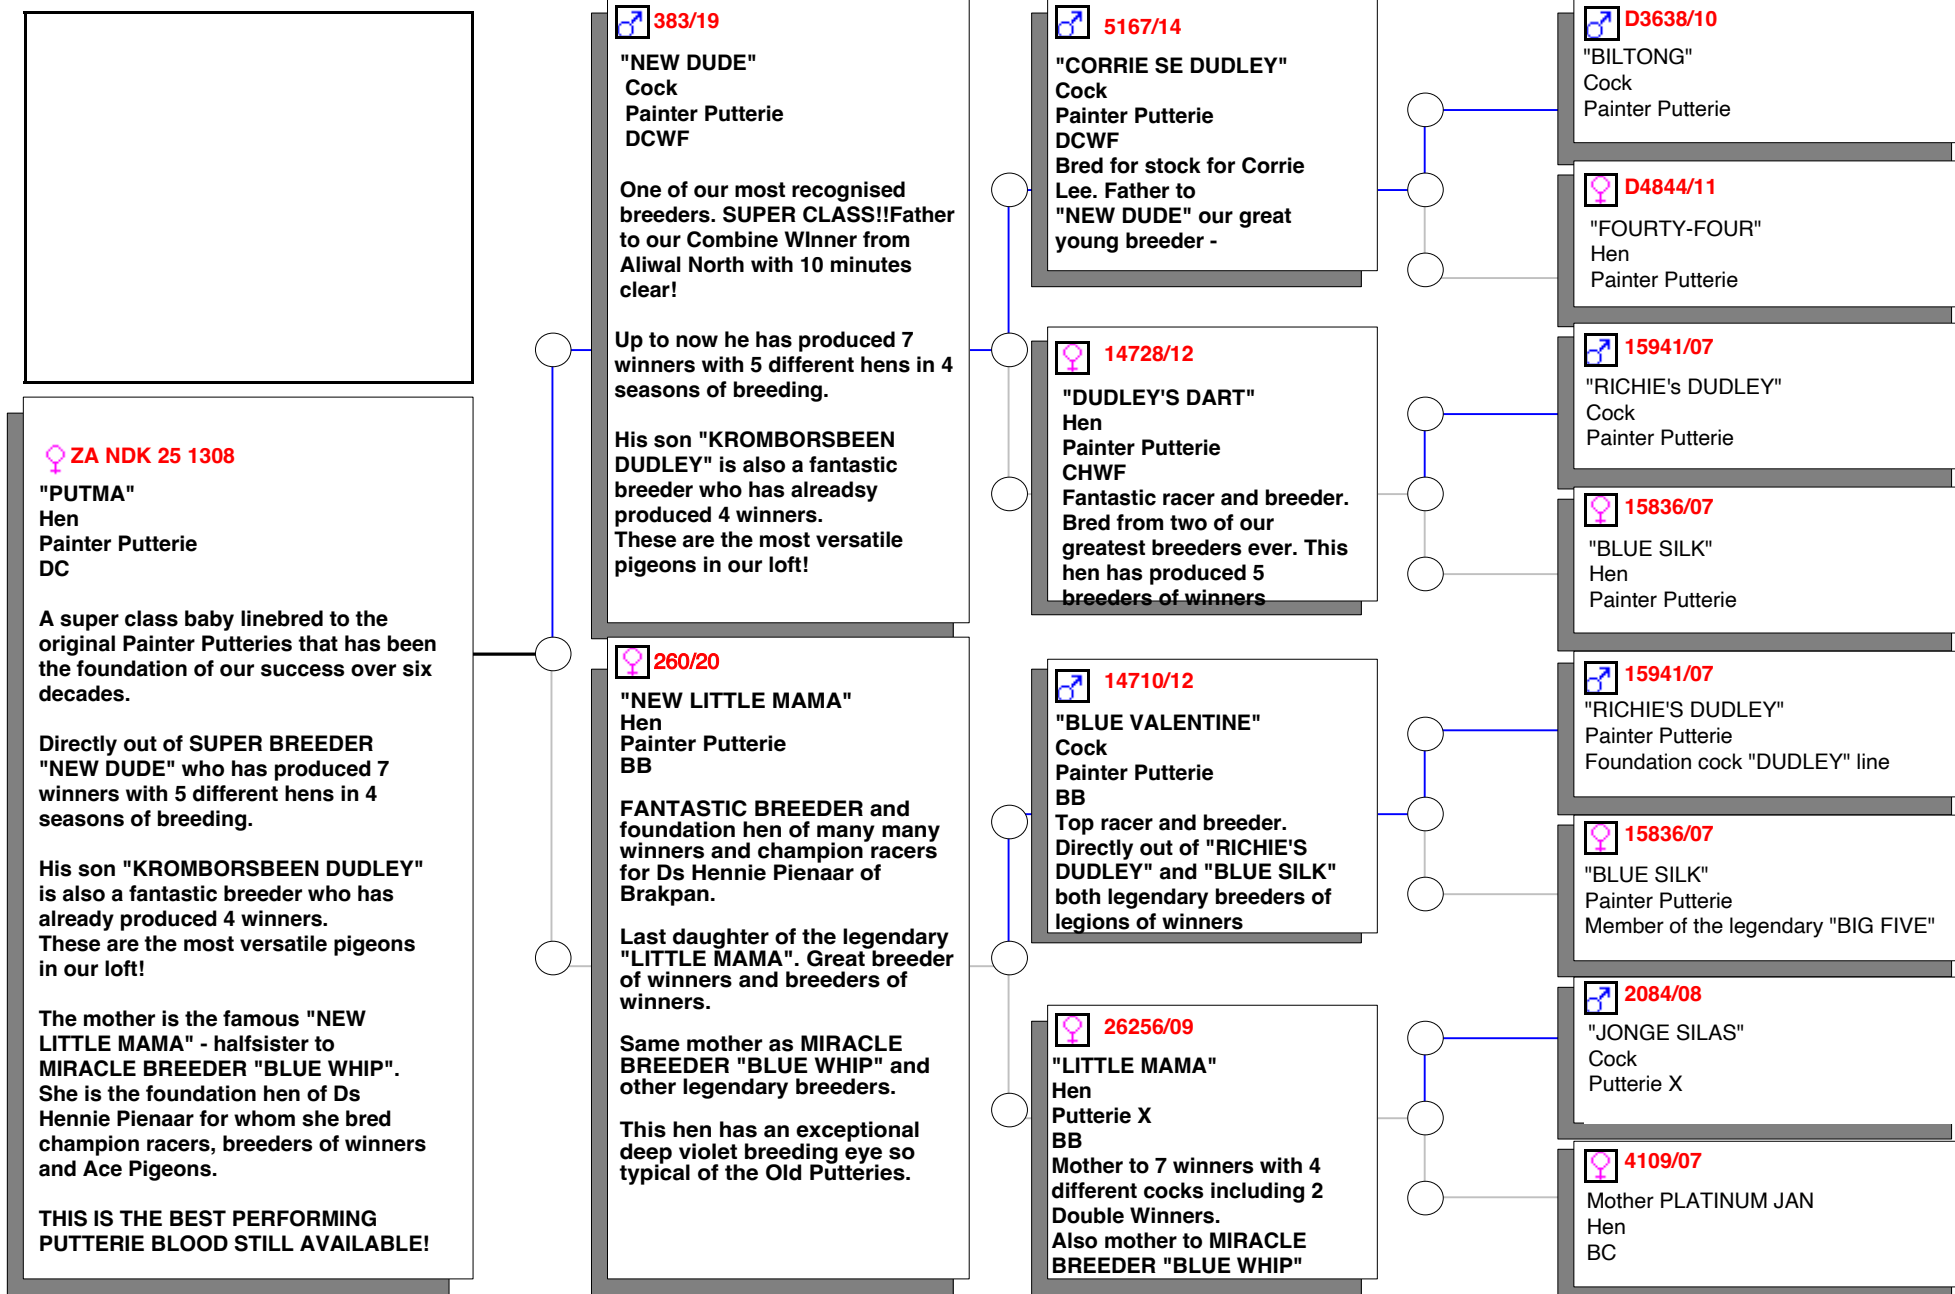 ZA NDK 25 1308
"PUTMA"
Hen
Painter Putterie
DC
A super class baby linebred to the
original Painter Putteries that has been
the foundation of our success over six
decades.
Directly out of SUPER BREEDER
"NEW DUDE" who has produced 7
winners with 5 different hens in 4
seasons of breeding.
His son "KROMBORSBEEN DUDLEY"
is also a fantastic breeder who has
already produced 4 winners.
These are the most versatile pigeons
in our loft!
The mother is the famous "NEW
LITTLE MAMA" - halfsister to
MIRACLE BREEDER "BLUE WHIP".
She is the foundation hen of Ds
Hennie Pienaar for whom she bred
champion racers, breeders of winners
and Ace Pigeons.
THIS IS THE BEST PERFORMING
PUTTERIE BLOOD STILL AVAILABLE!
383/19
"NEW DUDE"
Cock
Painter Putterie
DCWF
One of our most recognised
breeders. SUPER CLASS!!Father
to our Combine WInner from
Aliwal North with 10 minutes
clear!
Up to now he has produced 7
winners with 5 different hens in 4
seasons of breeding.
His son "KROMBORSBEEN
DUDLEY" is also a fantastic
breeder who has alreadsy
produced 4 winners.
These are the most versatile
pigeons in our loft!
260/20
"NEW LITTLE MAMA"
Hen
Painter Putterie
BB
FANTASTIC BREEDER and
foundation hen of many many
winners and champion racers
for Ds Hennie Pienaar of
Brakpan.
Last daughter of the legendary
"LITTLE MAMA". Great breeder
of winners and breeders of
winners.
Same mother as MIRACLE
BREEDER "BLUE WHIP" and
other legendary breeders.
This hen has an exceptional
deep violet breeding eye so
typical of the Old Putteries.
5167/14
"CORRIE SE DUDLEY"
Cock
Painter Putterie
DCWF
Bred for stock for Corrie
Lee. Father to
"NEW DUDE" our great
young breeder -
14728/12
"DUDLEY'S DART"
Hen
Painter Putterie
CHWF
Fantastic racer and breeder.
Bred from two of our
greatest breeders ever. This
hen has produced 5
breeders of winners
14710/12
"BLUE VALENTINE"
Cock
Painter Putterie
BB
Top racer and breeder.
Directly out of "RICHIE'S
DUDLEY" and "BLUE SILK"
both legendary breeders of
legions of winners
26256/09
"LITTLE MAMA"
Hen
Putterie X
BB
Mother to 7 winners with 4
different cocks including 2
Double Winners.
Also mother to MIRACLE
BREEDER "BLUE WHIP"
D3638/10
"BILTONG"
Cock
Painter Putterie
D4844/11
"FOURTY-FOUR"
Hen
Painter Putterie
15941/07
"RICHIE's DUDLEY"
Cock
Painter Putterie
15836/07
"BLUE SILK"
Hen
Painter Putterie
15941/07
"RICHIE'S DUDLEY"
Painter Putterie
Foundation cock "DUDLEY" line
15836/07
"BLUE SILK"
Painter Putterie
Member of the legendary "BIG FIVE"
2084/08
"JONGE SILAS"
Cock
Putterie X
4109/07
Mother PLATINUM JAN
Hen
BC